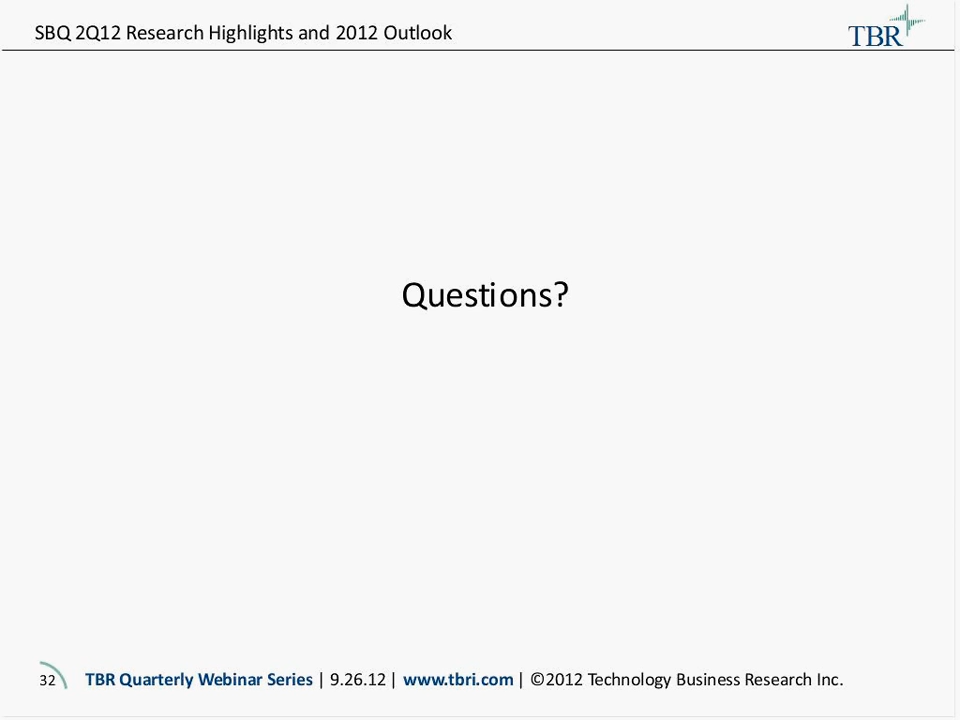 SBQ 2Q12 Research Highlights and 2012 Outlook
TBR
Questions?
32
TBR Quarterly Webinar Series | 9.26.12 | www.tbri.com | ©2012 Technology Business Research Inc.